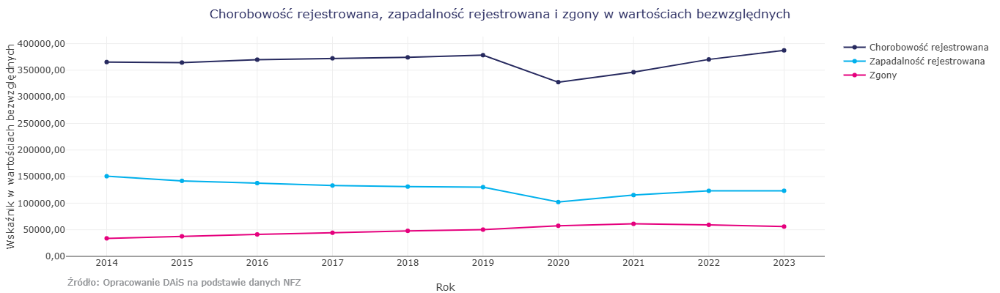 Chorobowość rejestrowana, zapadalność rejestrowana i zgony w wartościach bezwzględnych
Wskaźnik w wartościach bezwzględnych
400000,00
350000,00
300000,00
250000,00
200000,00
150000,00
100000,00
50000,00
0,00
2014 2015 2016 2017 2018 2019 2020 2021 2022 2023
Rok
Chorobowość rejestrowana
Zapadalność rejestrowana
Zgony
Źródło: Opracowanie DAiS na podstawie danych NFZ